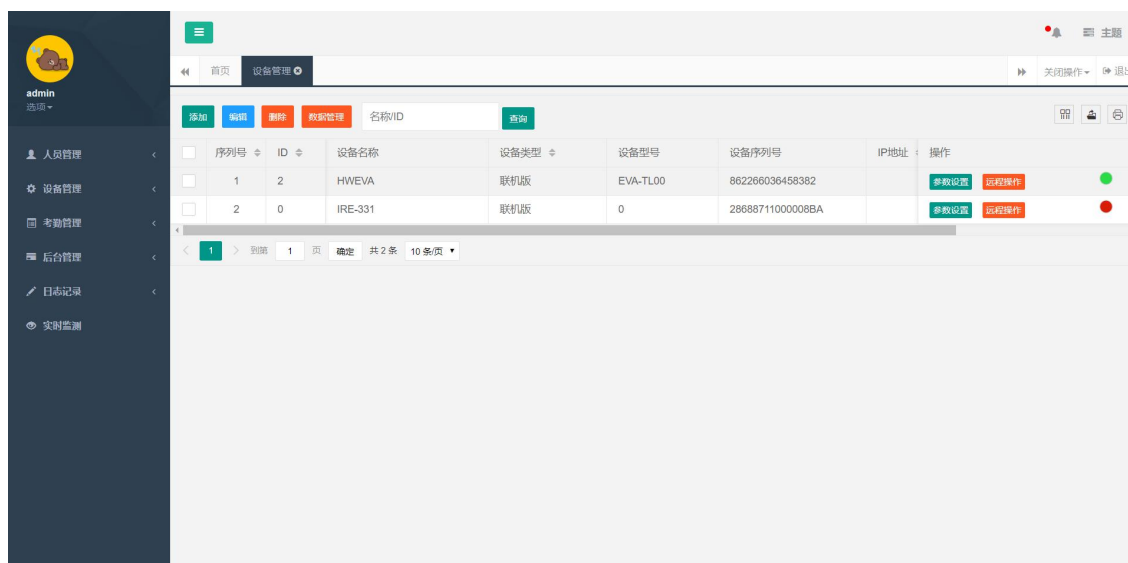 主题
首页 设备管理 关闭操作 退出
admin
选项
添加 编辑 删除 数据管理 名称/ID 查询
人员管理
设备管理
考勤管理
后台管理
日志记录
实时监测
序列号 ID 设备名称 设备类型 设备型号 设备序列号 IP地址 操作
1 2 HWEVA 联机版 EVA-TL00 862266036458382 参数设置 远程操作
2 0 IRE-331 联机版 0 28688711000008BA 参数设置 远程操作
1 到第 1 页 确定 共 2 条 10 条/页